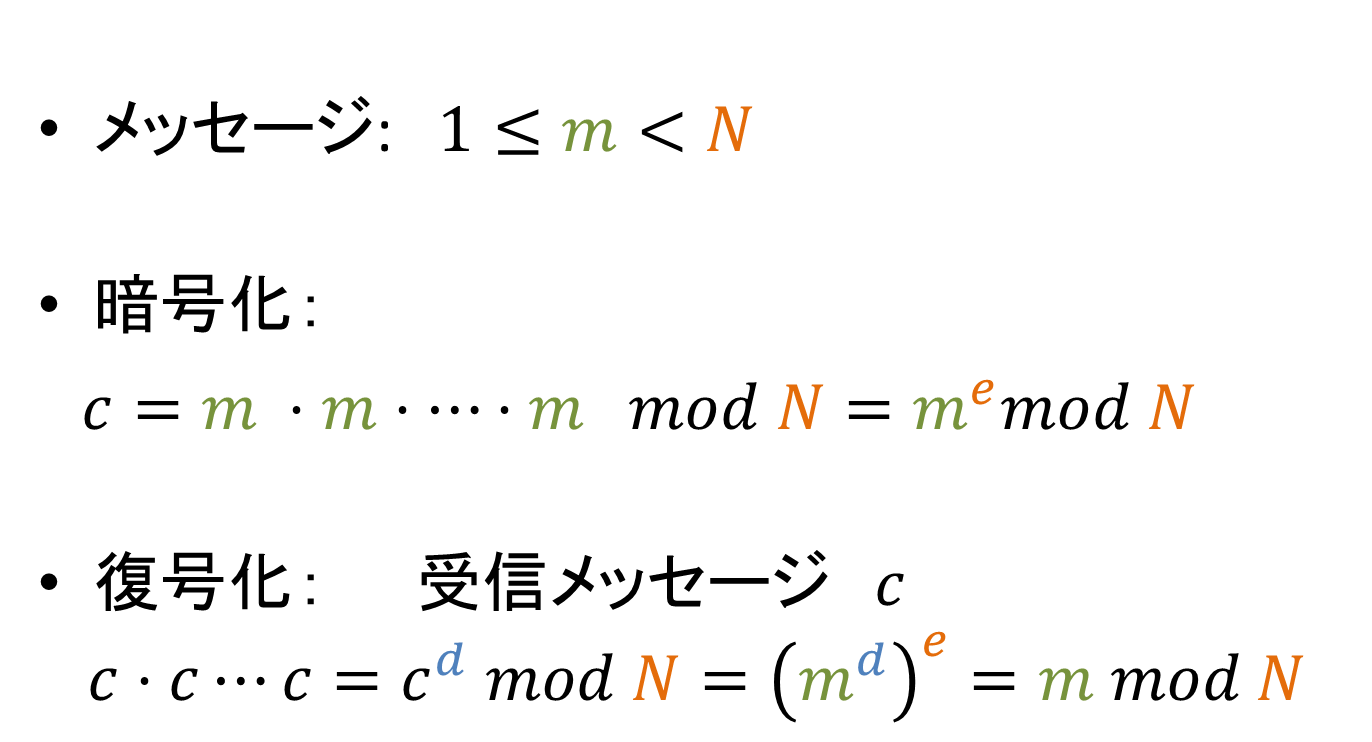 • メッセージ: 1 ≤ m < N
• 暗号化：
c = m · m · ⋯ · m mod N = m^e mod N
• 復号化： 受信メッセージ c
c · c ⋯ c = c^d mod N = (m^d)^e = m mod N